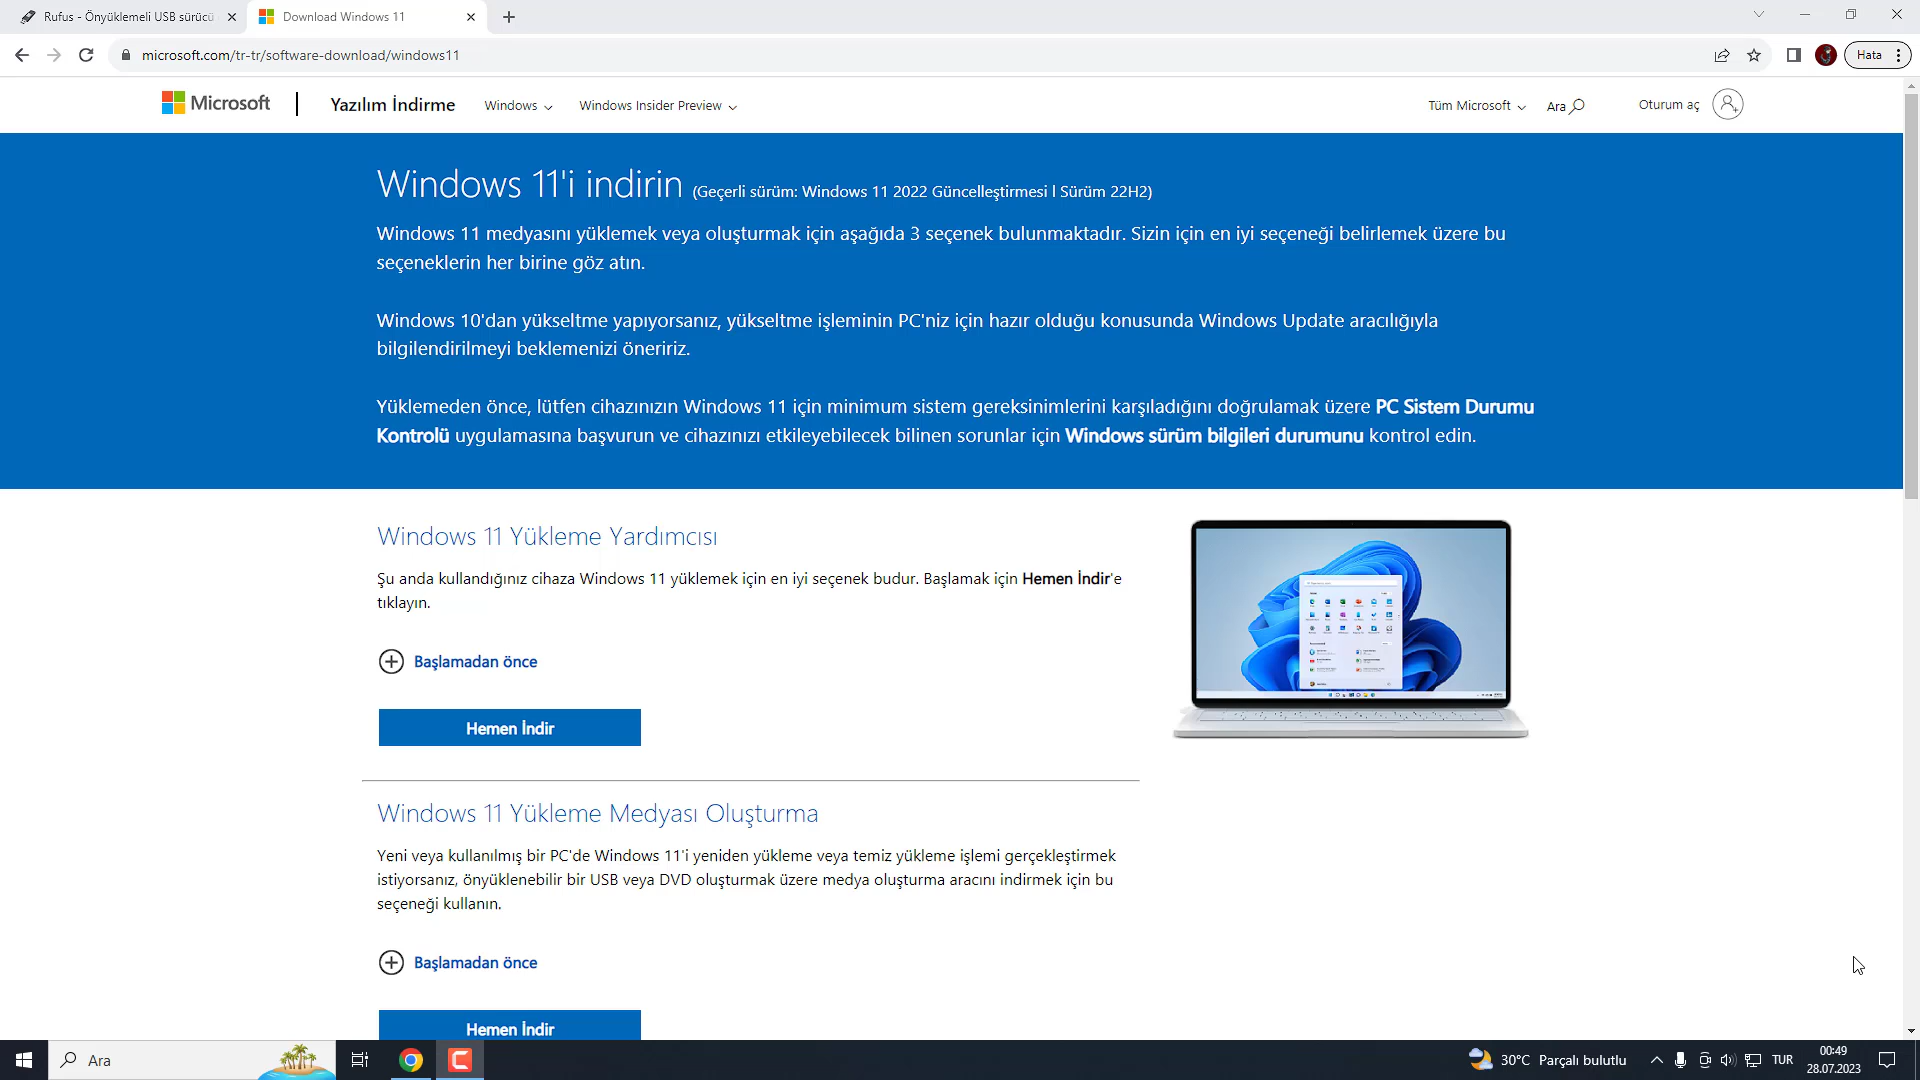 Rufus - Önyüklemeli USB sürücü
Download Windows 11
microsoft.com/tr-tr/software-download/windows11
Hata
Microsoft
Yazılım İndirme
Windows
Windows Insider Preview
Tüm Microsoft
Ara
Oturum aç
Windows 11'i indirin (Geçerli sürüm: Windows 11 2022 Güncelleştirmesi l Sürüm 22H2)
Windows 11 medyasını yüklemek veya oluşturmak için aşağıda 3 seçenek bulunmaktadır. Sizin için en iyi seçeneği belirlemek üzere bu
seçeneklerin her birine göz atın.
Windows 10'dan yükseltme yapıyorsanız, yükseltme işleminin PC'niz için hazır olduğu konusunda Windows Update aracılığıyla
bilgilendirilmeyi beklemenizi öneririz.
Yüklemeden önce, lütfen cihazınızın Windows 11 için minimum sistem gereksinimlerini karşıladığını doğrulamak üzere PC Sistem Durumu
Kontrolü uygulamasına başvurun ve cihazınızı etkileyebilecek bilinen sorunlar için Windows sürüm bilgileri durumunu kontrol edin.
Windows 11 Yükleme Yardımcısı
Şu anda kullandığınız cihaza Windows 11 yüklemek için en iyi seçenek budur. Başlamak için Hemen İndir'e
tıklayın.
Başlamadan önce
Hemen İndir
Windows 11 Yükleme Medyası Oluşturma
Yeni veya kullanılmış bir PC'de Windows 11'i yeniden yükleme veya temiz yükleme işlemi gerçekleştirmek
istiyorsanız, önyüklenebilir bir USB veya DVD oluşturmak üzere medya oluşturma aracını indirmek için bu
seçeneği kullanın.
Başlamadan önce
Hemen İndir
Ara
30°C Parçalı bulutlu
TUR
00:49
28.07.2023